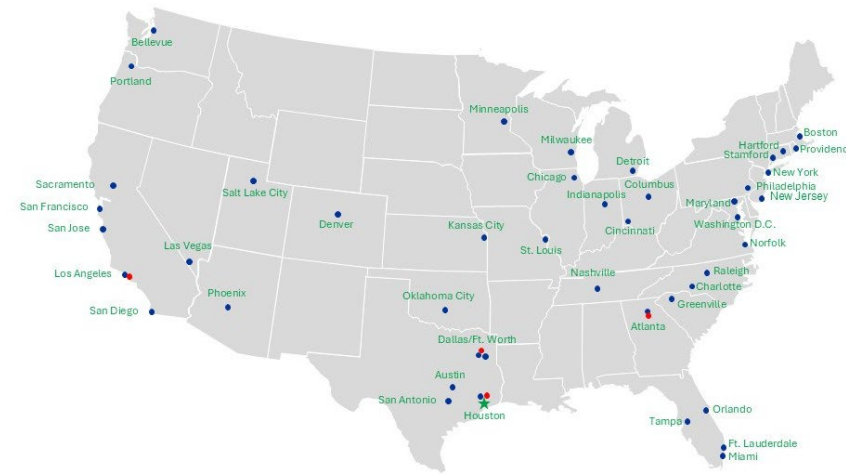 Bellevue
Portland
Minneapolis
Milwaukee
Boston
Hartford
Providenc
Stamford
Detroit
New York
Chicago
Columbus
Sacramento
Salt Lake City
Indianapolis
Philadelphia
New Jersey
Maryland
San Francisco
Denver
Kansas City
Cincinnati
Washington D.C.
San Jose
Las Vegas
St. Louis
Norfolk
Los Angeles
Nashville
Raleigh
Phoenix
Oklahoma City
Charlotte
San Diego
Greenville
Atlanta
Dallas/Ft. Worth
Austin
San Antonio
Houston
Orlando
Tampa
Ft. Lauderdale
Miami